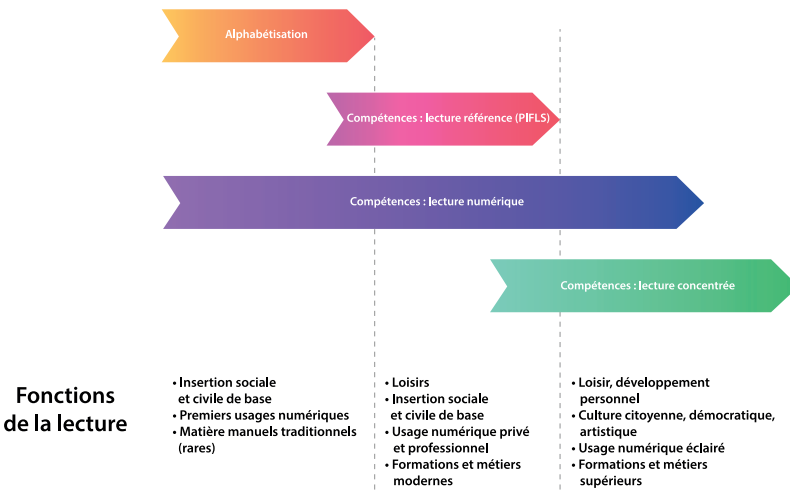 Alphabétisation
Compétences : lecture référence (PIFLS)
Compétences : lecture numérique
Compétences : lecture concentrée
Fonctions
de la lecture
• Insertion sociale
et civile de base
• Premiers usages numériques
• Matière manuels traditionnels
(rares)
• Loisirs
• Insertion sociale
et civile de base
• Usage numérique privé
et professionnel
• Formations et métiers
modernes
• Loisir, développement
personnel
• Culture citoyenne, démocratique,
artistique
• Usage numérique éclairé
• Formations et métiers
supérieurs